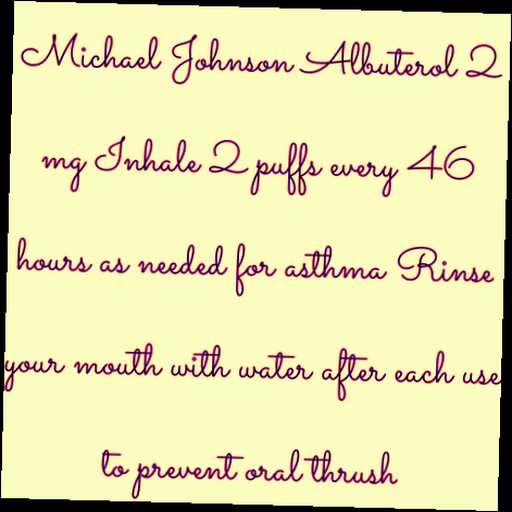 Michael Johnson Albuterol 2
mg Inhale 2 puffs every 46
hours as needed for asthma Rinse
your mouth with water after each use
to prevent oral thrush